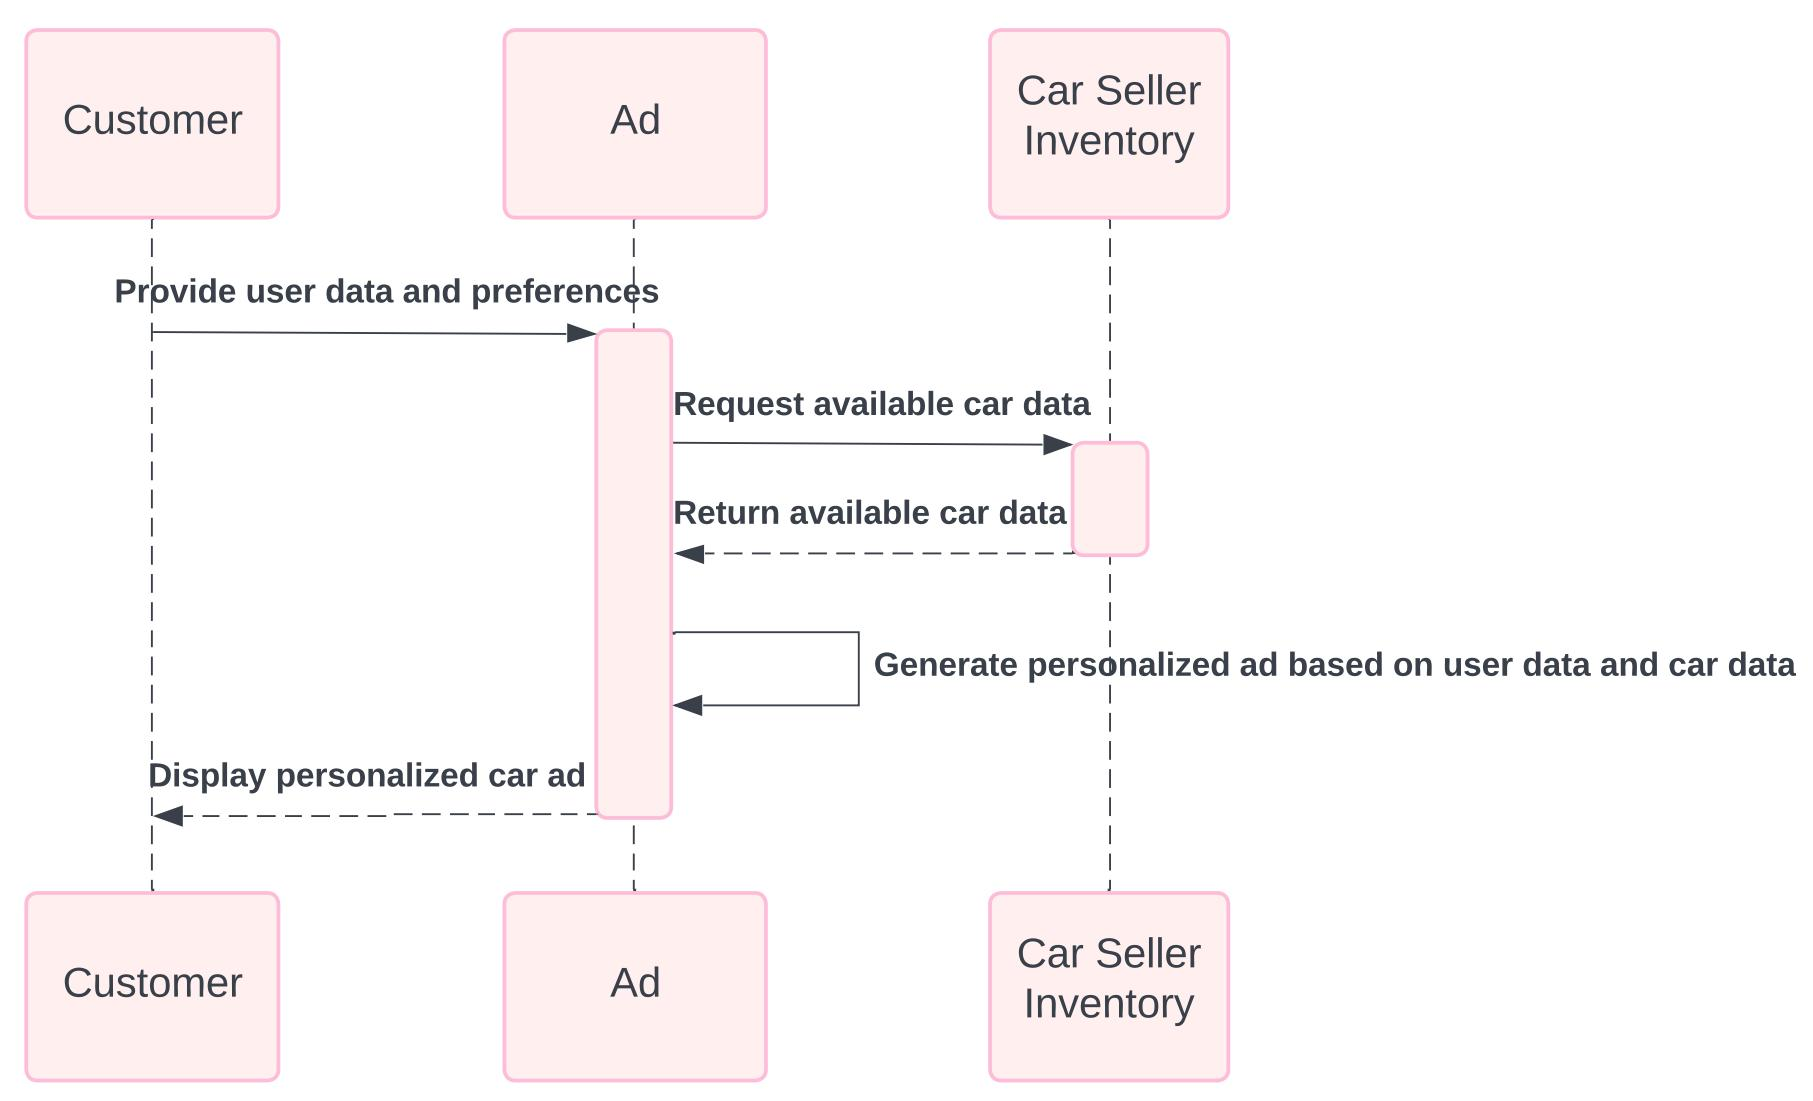 Customer
Ad
Car Seller
Inventory
Provide user data and preferences
Request available car data
Return available car data
Generate personalized ad based on user data and car data
Display personalized car ad
Customer
Ad
Car Seller
Inventory